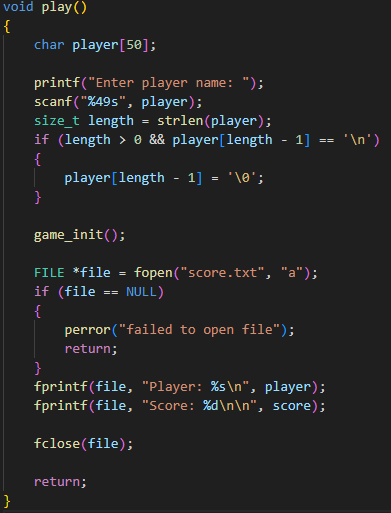 void play()
{
    char player[50];

    printf("Enter player name: ");
    scanf("%49s", player);
    size_t length = strlen(player);
    if (length > 0 && player[length - 1] == '\n')
    {
        player[length - 1] = '\0';
    }

    game_init();

    FILE *file = fopen("score.txt", "a");
    if (file == NULL)
    {
        perror("failed to open file");
        return;
    }
    fprintf(file, "Player: %s\n", player);
    fprintf(file, "Score: %d\n\n", score);

    fclose(file);

    return;
}